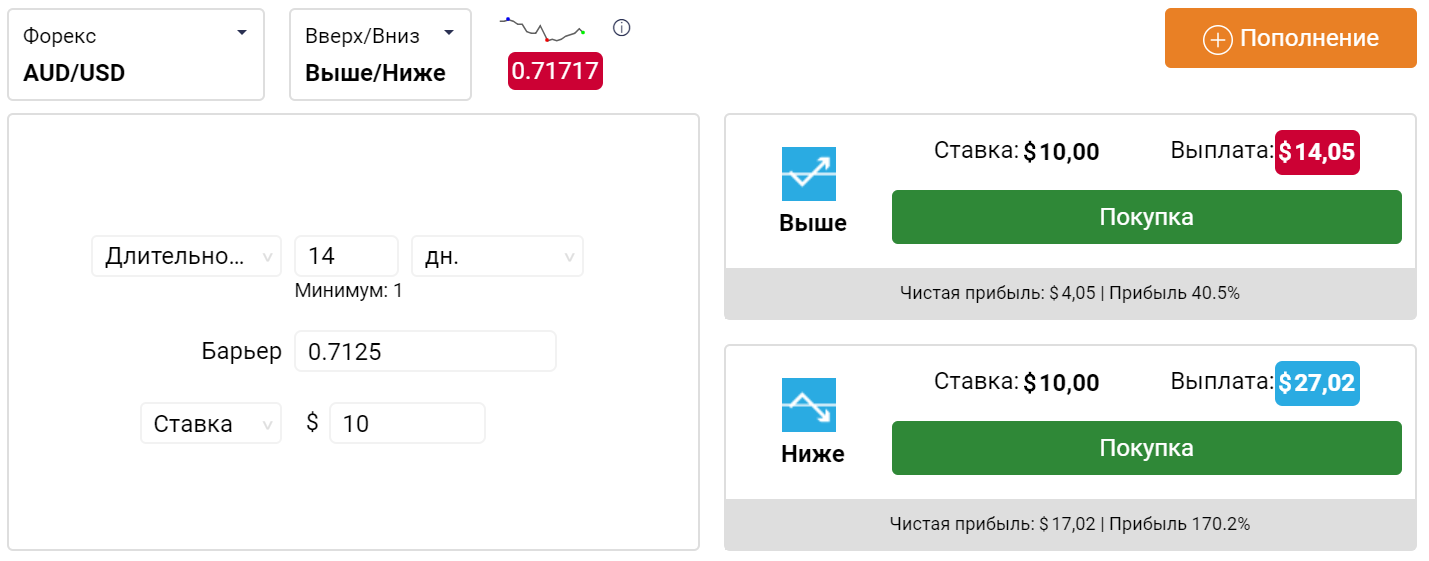 Форекс
AUD/USD
Вверх/Вниз
Выше/Ниже
0.71717
Пополнение
Длительно... 14 дн.
Минимум: 1
Барьер 0.7125
Ставка $ 10
Ставка: $10,00 Выплата: $14,05
Выше
Покупка
Чистая прибыль: $4,05 | Прибыль 40.5%
Ставка: $10,00 Выплата: $27,02
Ниже
Покупка
Чистая прибыль: $17,02 | Прибыль 170.2%